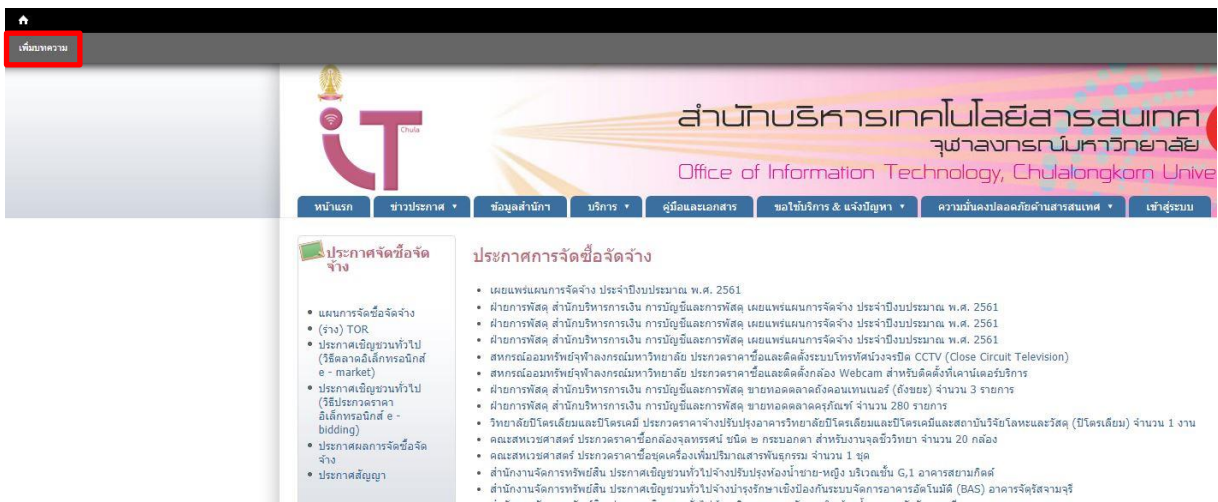 เพิ่มบทความ
Chula
สำนักบริหารเทคโนโลยีสารสนเทศ
จุฬาลงกรณ์มหาวิทยาลัย
Office of Information Technology, Chulalongkorn Unive
หน้าแรก ข่าวประกาศ ข้อมูลสำนักฯ บริการ คู่มือและเอกสาร ขอใช้บริการ & แจ้งปัญหา ความมั่นคงปลอดภัยด้านสารสนเทศ เข้าสู่ระบบ
ประกาศจัดซื้อจัด
จ้าง
แผนการจัดซื้อจัดจ้าง
(ร่าง) TOR
ประกาศเชิญชวนทั่วไป
(วิธีตลาดอิเล็กทรอนิกส์
e - market)
ประกาศเชิญชวนทั่วไป
(วิธีประกวดราคา
อิเล็กทรอนิกส์ e -
bidding)
ประกาศผลการจัดซื้อจัด
จ้าง
ประกาศสัญญา
ประกาศการจัดซื้อจัดจ้าง
เผยแพร่แผนการจัดจ้าง ประจำปีงบประมาณ พ.ศ. 2561
ฝ่ายการพัสดุ สำนักบริหารการเงิน การบัญชีและการพัสดุ เผยแพร่แผนการจัดจ้าง ประจำปีงบประมาณ พ.ศ. 2561
ฝ่ายการพัสดุ สำนักบริหารการเงิน การบัญชีและการพัสดุ เผยแพร่แผนการจัดจ้าง ประจำปีงบประมาณ พ.ศ. 2561
ฝ่ายการพัสดุ สำนักบริหารการเงิน การบัญชีและการพัสดุ เผยแพร่แผนการจัดจ้าง ประจำปีงบประมาณ พ.ศ. 2561
สหกรณ์ออมทรัพย์จุฬาลงกรณ์มหาวิทยาลัย ประกวดราคาซื้อและติดตั้งระบบโทรทัศน์วงจรปิด CCTV (Close Circuit Television)
สหกรณ์ออมทรัพย์จุฬาลงกรณ์มหาวิทยาลัย ประกวดราคาซื้อและติดตั้งกล้อง Webcam สำหรับติดตั้งที่เคาน์เตอร์บริการ
ฝ่ายการพัสดุ สำนักบริหารการเงิน การบัญชีและการพัสดุ ขายทอดตลาดถังคอนเทนเนอร์ (ถังขยะ) จำนวน 3 รายการ
ฝ่ายการพัสดุ สำนักบริหารการเงิน การบัญชีและการพัสดุ ขายทอดตลาดครุภัณฑ์ จำนวน 280 รายการ
วิทยาลัยปิโตรเลียมและปิโตรเคมี ประกวดราคาจ้างปรับปรุงอาคารวิทยาลัยปิโตรเลียมและปิโตรเคมีและสถาบันวิจัยโลหะและวัสดุ (ปิโตรเลียม) จำนวน 1 งาน
คณะสหเวชศาสตร์ ประกวดราคาซื้อกล้องจุลทรรศน์ ชนิด ๒ กระบอกตา สำหรับงานจุลชีววิทยา จำนวน 20 กล้อง
คณะสหเวชศาสตร์ ประกวดราคาซื้อชุดเครื่องเพิ่มปริมาณสารพันธุกรรม จำนวน 1 ชุด
สำนักงานจัดการทรัพย์สิน ประกาศเชิญชวนทั่วไปจ้างปรับปรุงห้องน้ำชาย-หญิง บริเวณชั้น G,1 อาคารสยามกิตติ์
สำนักงานจัดการทรัพย์สิน ประกาศเชิญชวนทั่วไปจ้างบำรุงรักษาเชิงป้องกันระบบจัดการอาคารอัตโนมัติ (BAS) อาคารจัตุรัสจามจุรี